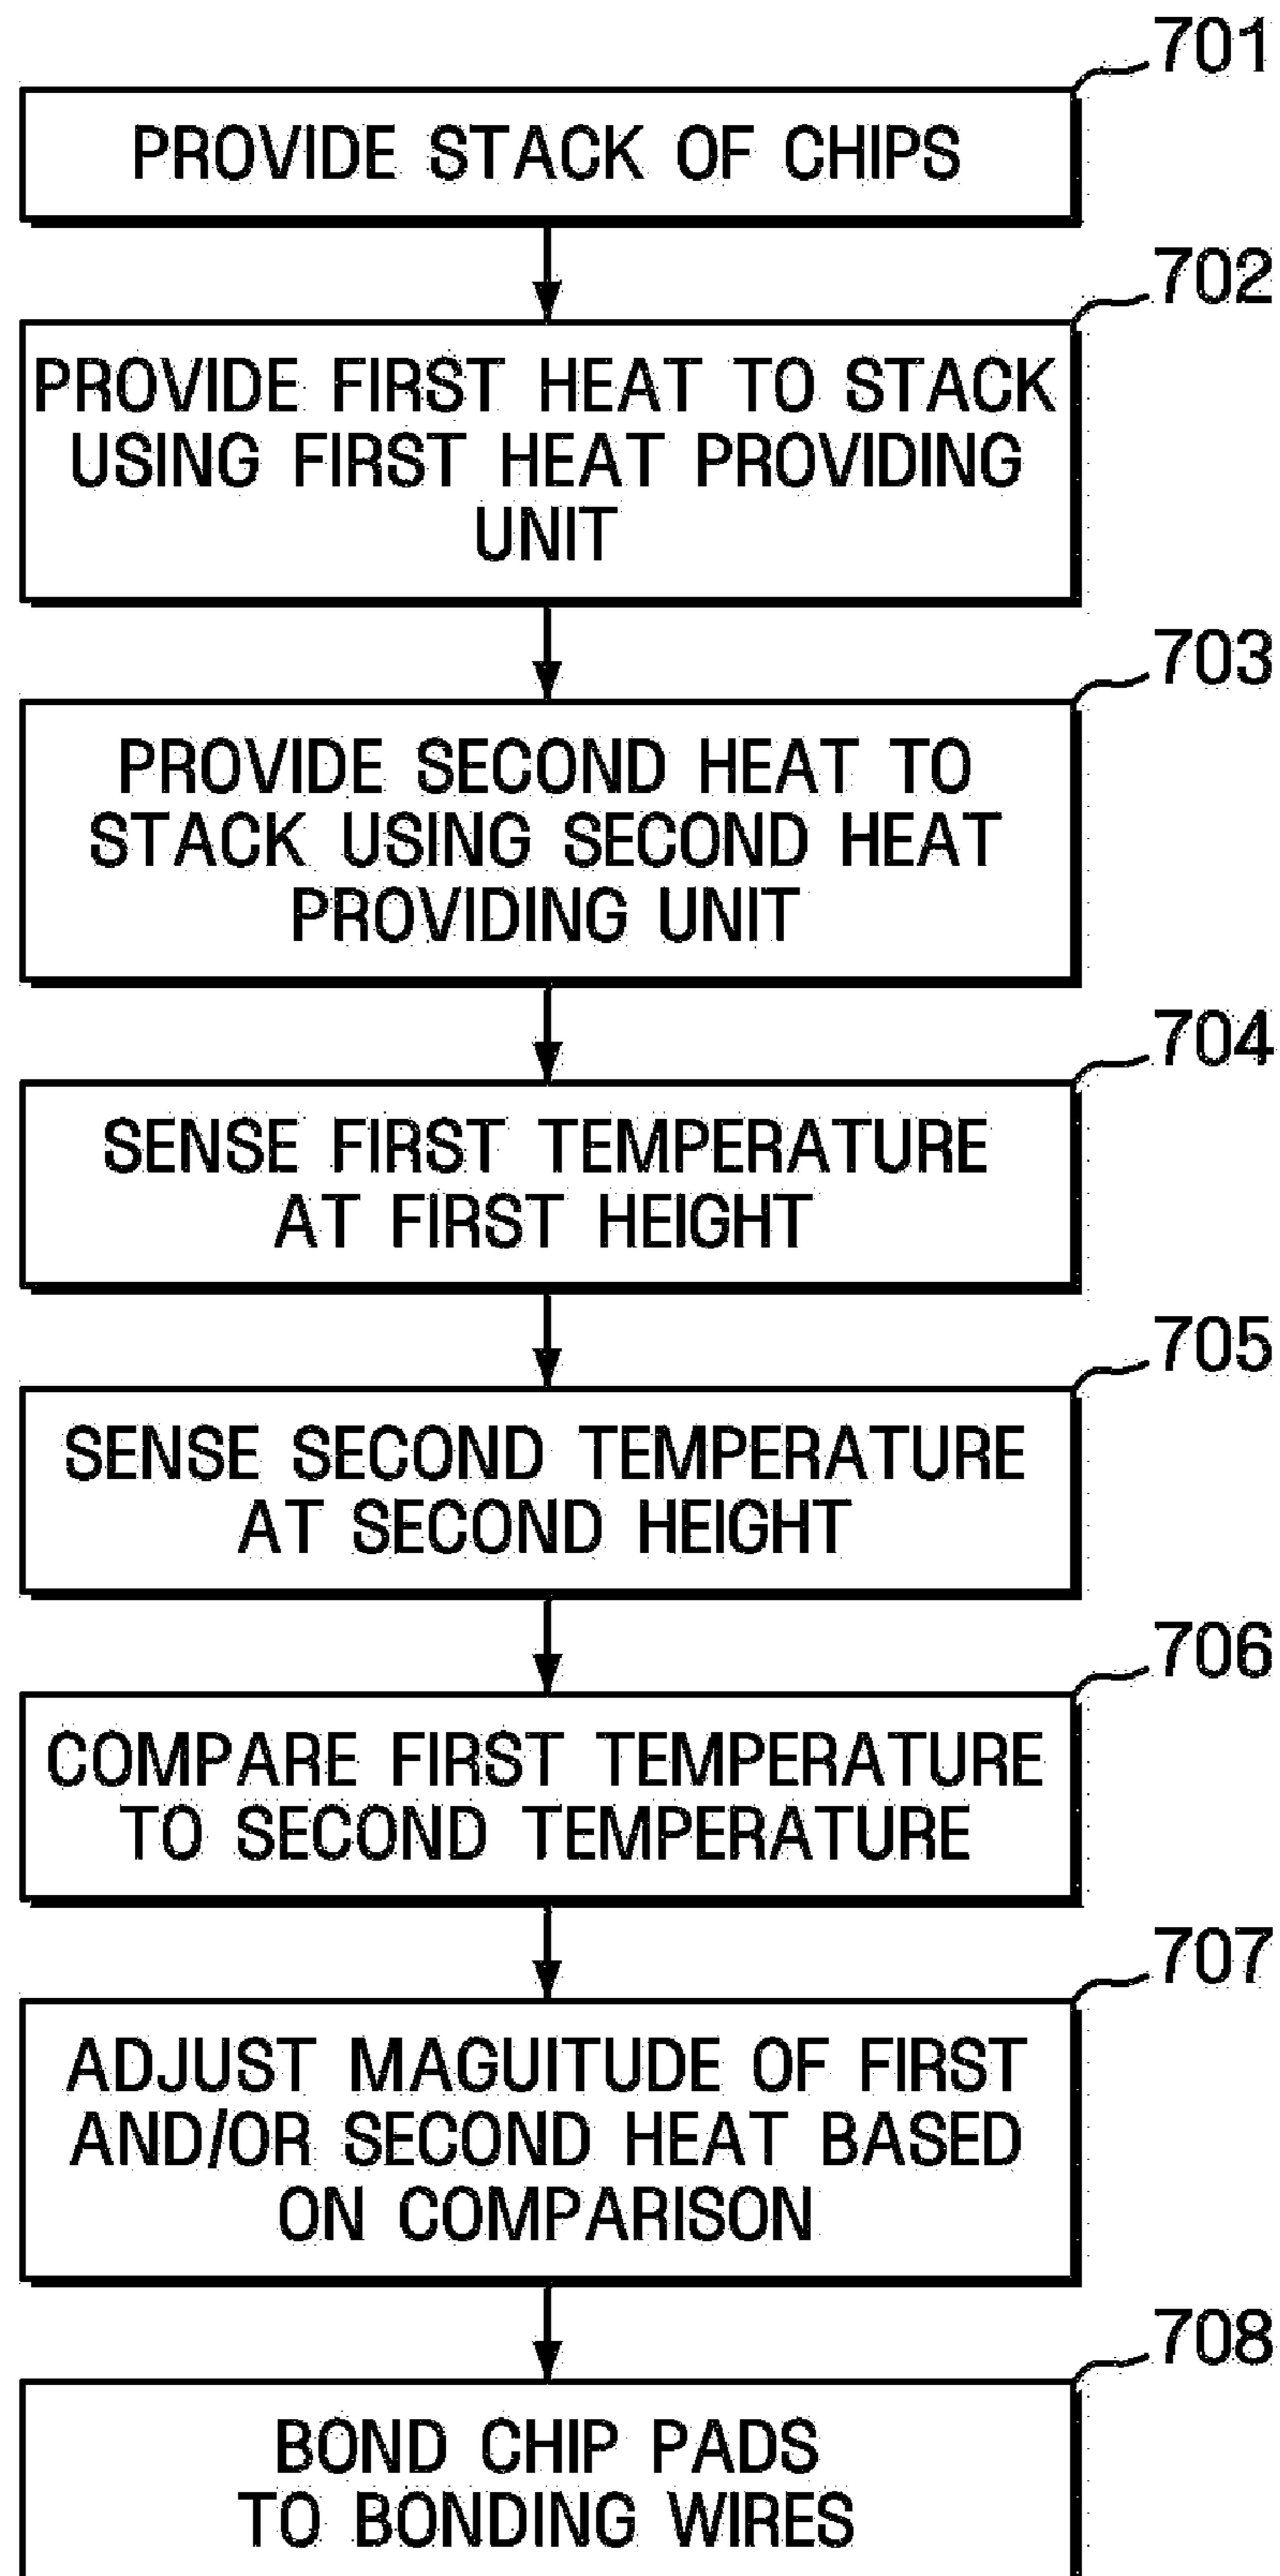 701
PROVIDE STACK OF CHIPS
702
PROVIDE FIRST HEAT TO STACK
USING FIRST HEAT PROVIDING
UNIT
703
PROVIDE SECOND HEAT TO
STACK USING SECOND HEAT
PROVIDING UNIT
704
SENSE FIRST TEMPERATURE
AT FIRST HEIGHT
705
SENSE SECOND TEMPERATURE
AT SECOND HEIGHT
706
COMPARE FIRST TEMPERATURE
TO SECOND TEMPERATURE
707
ADJUST MAGUITUDE OF FIRST
AND/OR SECOND HEAT BASED
ON COMPARISON
708
BOND CHIP PADS
TO BONDING WIRES